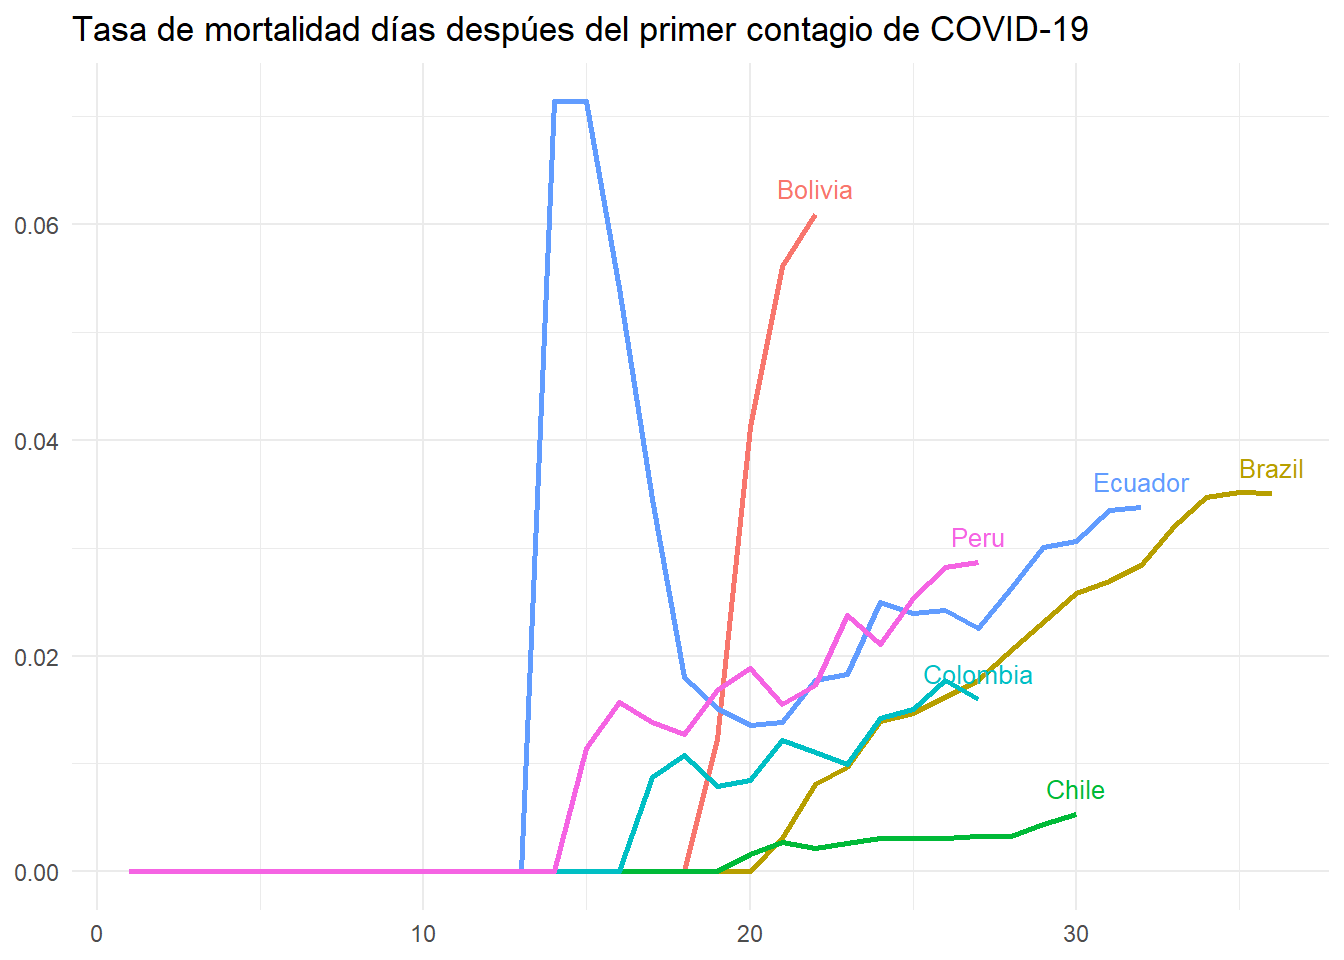 Tasa de mortalidad días despúes del primer contagio de COVID-19
Bolivia
0.06
Brazil
Ecuador
0.04
Peru
Colombia
0.02
Chile
0.00
0 10 20 30